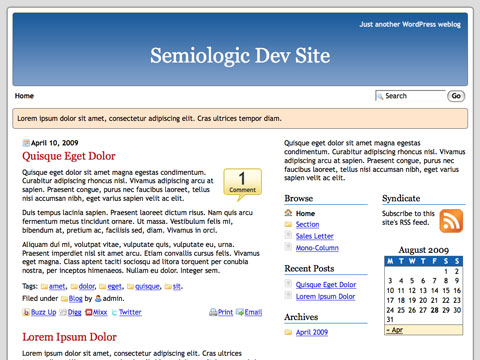 Just another WordPress weblog
Semiologic Dev Site
Home
Search
Go
Lorem ipsum dolor sit amet, consectetur adipiscing elit. Cras ultrices tempor diam.
April 10, 2009
Quisque Eget Dolor
Quisque vel dolor sit amet magna egestas condimentum.
Curabitur adipiscing rhoncus nisl. Vivamus adipiscing arcu at
sapien. Praesent congue, purus nec faucibus laoreet, tellus
nisi accumsan nibh, eget varius sapien velit ac elit.
1
Comment
Duis tempus lacinia sapien. Praesent laoreet dictum risus. Nam quis arcu
fermentum metus tincidunt ornare. Ut massa. Vestibulum felis mi,
bibendum at, pretium ac, facilisis sed, diam. Vivamus in orci.
Aliquam dui mi, volutpat vitae, vulputate quis, vulputate eu, urna.
Praesent imperdiet nisl sit amet arcu. Etiam convallis cursus felis. Vivamus
eget magna. Class aptent taciti sociosqu ad litora torquent per conubia
nostra, per inceptos himenaeos. Nullam eu dolor. Integer sem.
Tags: amet, dolor, eget, quisque, sit.
Filed under Blog by admin.
Buzz Up Digg Mixx Twitter Print Email
Lorem Ipsum Dolor
Lorem ipsum dolor sit amet, consectetur adipiscing elit. Cras ultrices
Quisque vel dolor sit amet magna egestas
condimentum. Curabitur adipiscing rhoncus nisl. Vivamus
adipiscing arcu at sapien. Praesent congue, purus nec
faucibus laoreet, tellus nisi accumsan nibh, eget varius
sapien velit ac elit.
Browse
Home
Section
Sales Letter
Mono-Column
Recent Posts
Quisque Eget Dolor
Lorem Ipsum Dolor
Archives
April 2009
Syndicate
Subscribe to this
site's RSS feed.
August 2009
M T W T F S S
1 2
3 4 5 6 7 8 9
10 11 12 13 14 15 16
17 18 19 20 21 22 23
24 25 26 27 28 29 30
31
« Apr